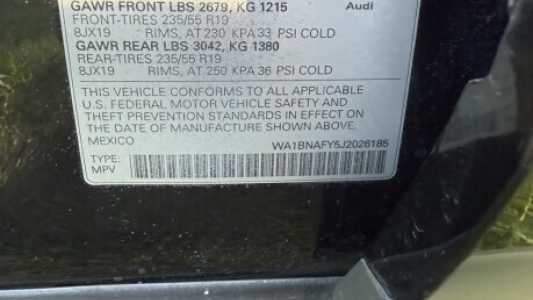 GAWR FRONT LBS 2679, KG 1215 Audi
FRONT-TIRES 235/55 R19
8JX19 RIMS, AT 230 KPA 33 PSI COLD
GAWR REAR LBS 3042, KG 1380
REAR-TIRES 235/55 R19
8JX19 RIMS, AT 250 KPA 36 PSI COLD
THIS VEHICLE CONFORMS TO ALL APPLICABLE
U.S. FEDERAL MOTOR VEHICLE SAFETY AND
THEFT PREVENTION STANDARDS IN EFFECT ON
THE DATE OF MANUFACTURE SHOWN ABOVE.
MEXICO
WA1BNAFY5J2026185
TYPE:
MPV